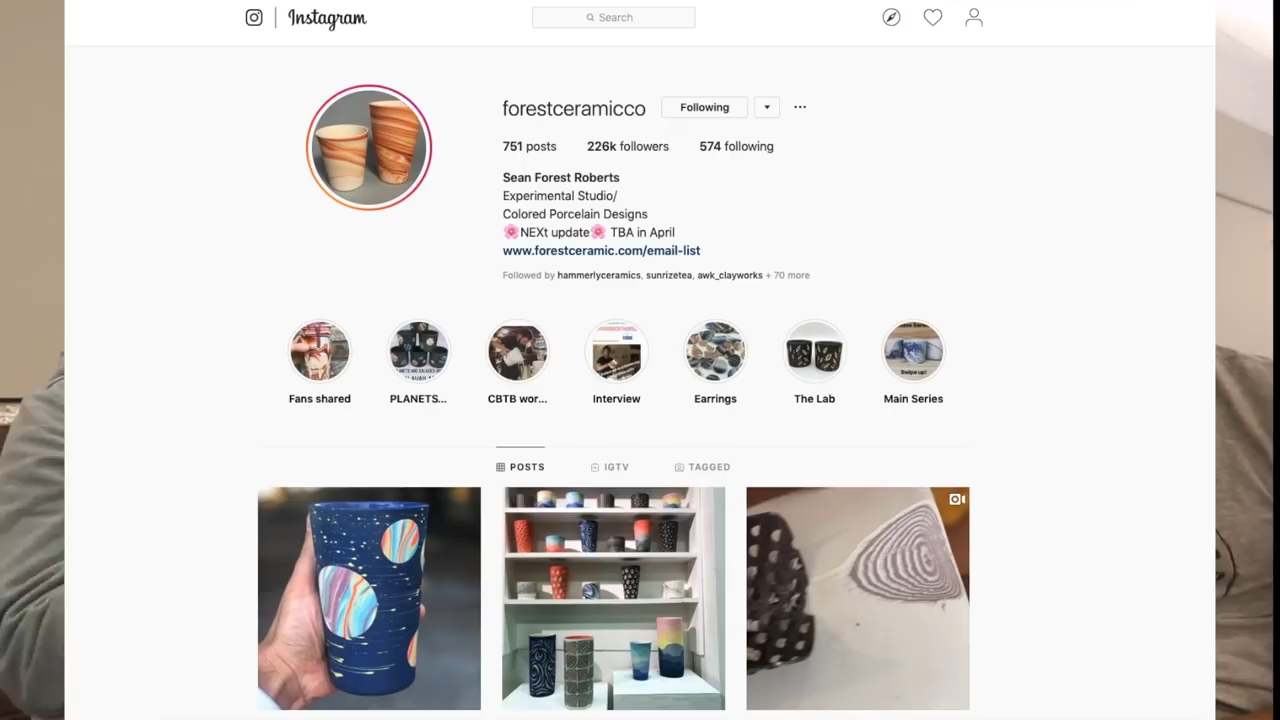 Instagram
Search
forestceramicco
Following
751 posts 226k followers 574 following
Sean Forest Roberts
Experimental Studio/
Colored Porcelain Designs
🌸NEXt update🌸 TBA in April
www.forestceramic.com/email-list
Followed by hammerlyceramics, sunrizetea, awk_clayworks + 70 more
Swipe up!
Fans shared PLANETS... CBTB wor... Interview Earrings The Lab Main Series
POSTS IGTV TAGGED